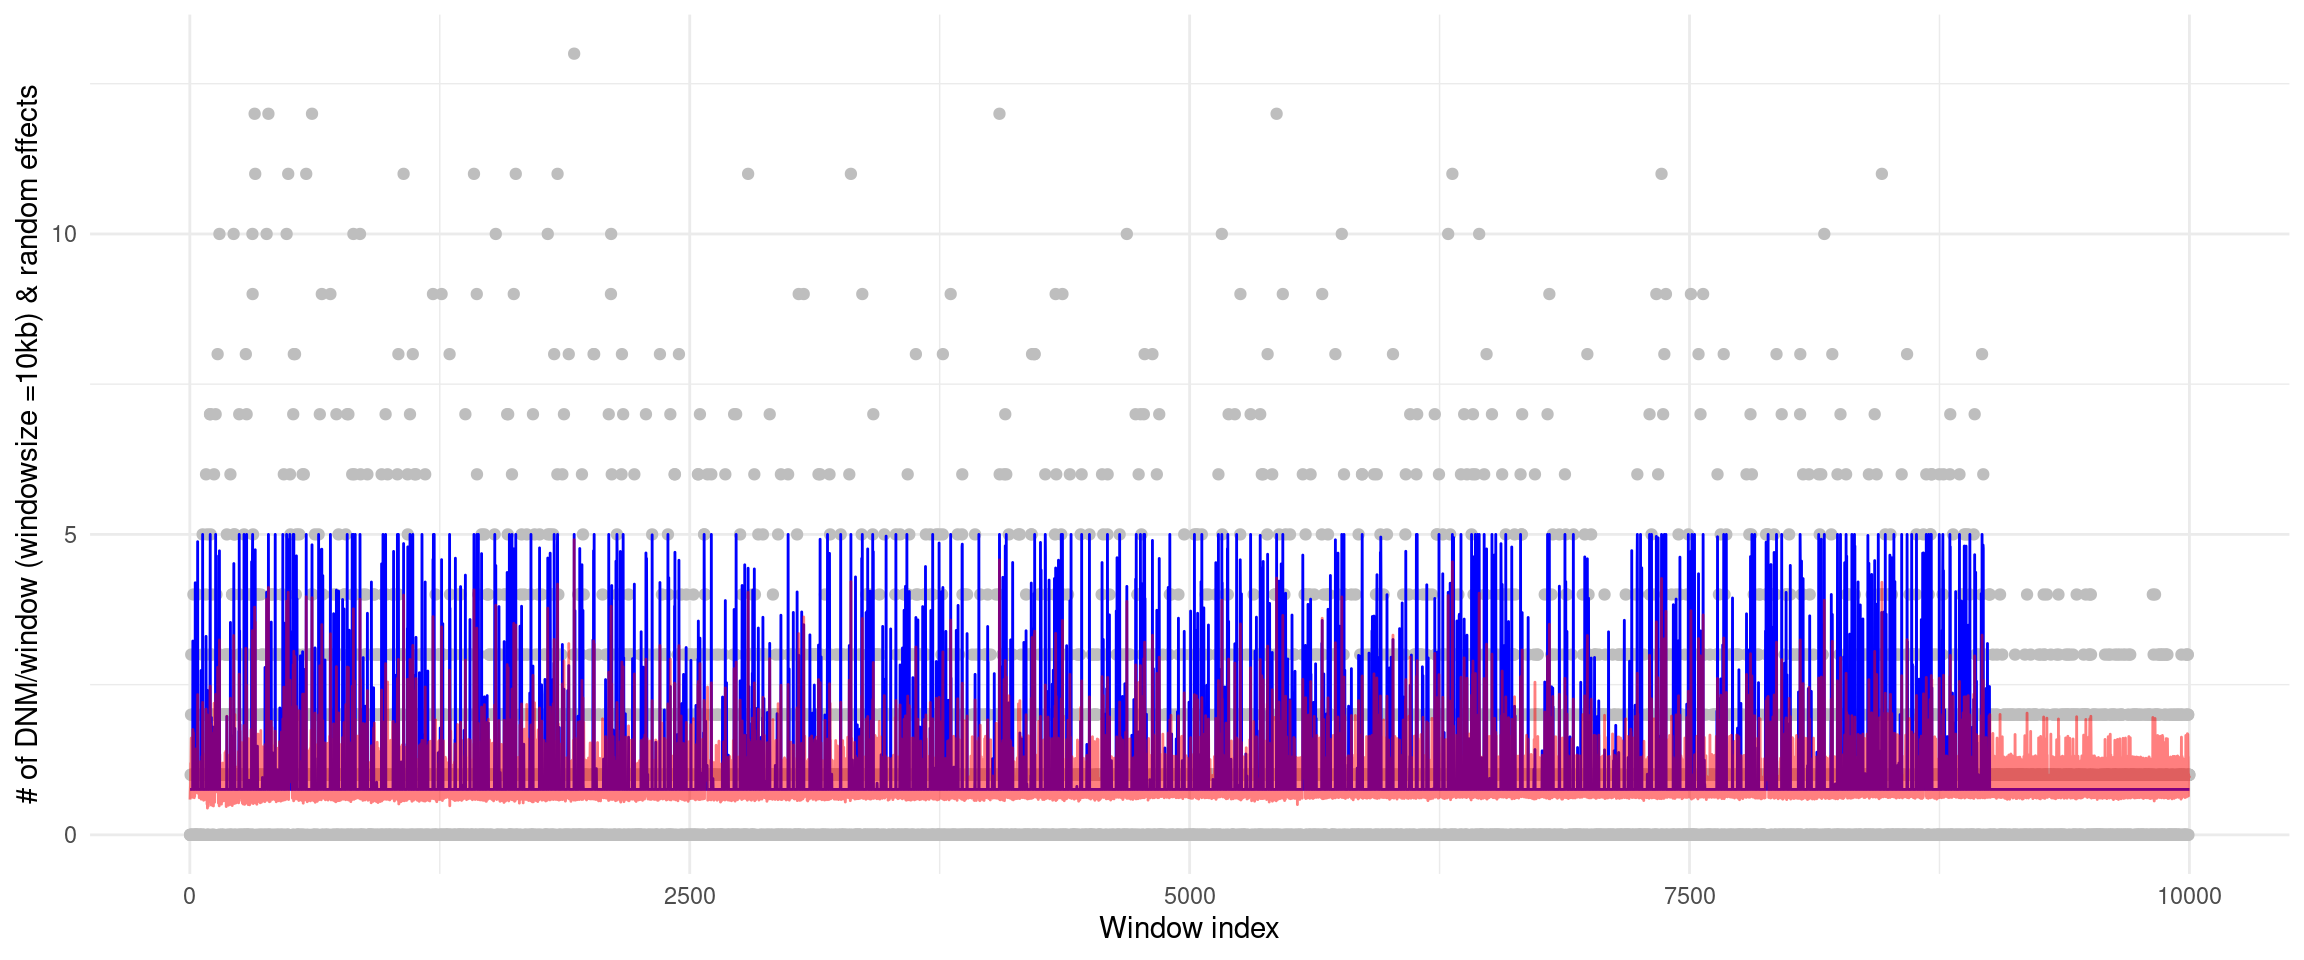 # of DNM/window (windowsize =10kb) & random effects
10
5
0
0 2500 5000 7500 10000
Window index